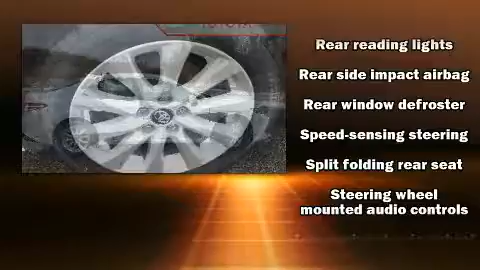 TOYOTA
Rear reading lights
Rear side impact airbag
Rear window defroster
Speed-sensing steering
Split folding rear seat
Steering wheel
mounted audio controls